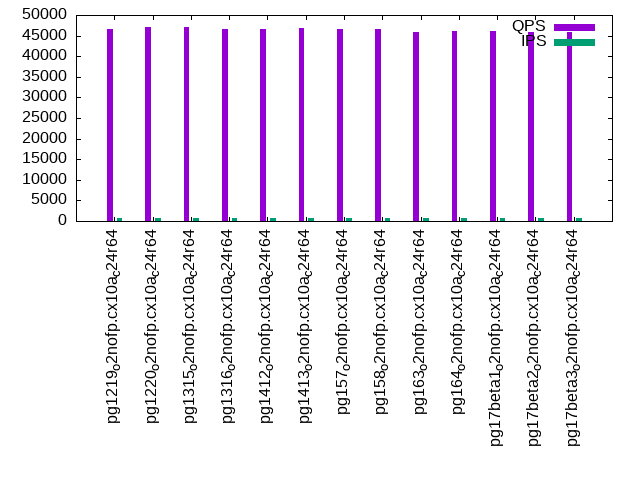 50000
45000
40000
35000
30000
25000
20000
15000
10000
5000
0
QPS
IPS
pg1219o2nofp.cx10ac24r64
pg1220o2nofp.cx10ac24r64
pg1315o2nofp.cx10ac24r64
pg1316o2nofp.cx10ac24r64
pg1412o2nofp.cx10ac24r64
pg1413o2nofp.cx10ac24r64
pg157o2nofp.cx10ac24r64
pg158o2nofp.cx10ac24r64
pg163o2nofp.cx10ac24r64
pg164o2nofp.cx10ac24r64
pg17beta1o2nofp.cx10ac24r64
pg17beta2o2nofp.cx10ac24r64
pg17beta3o2nofp.cx10ac24r64